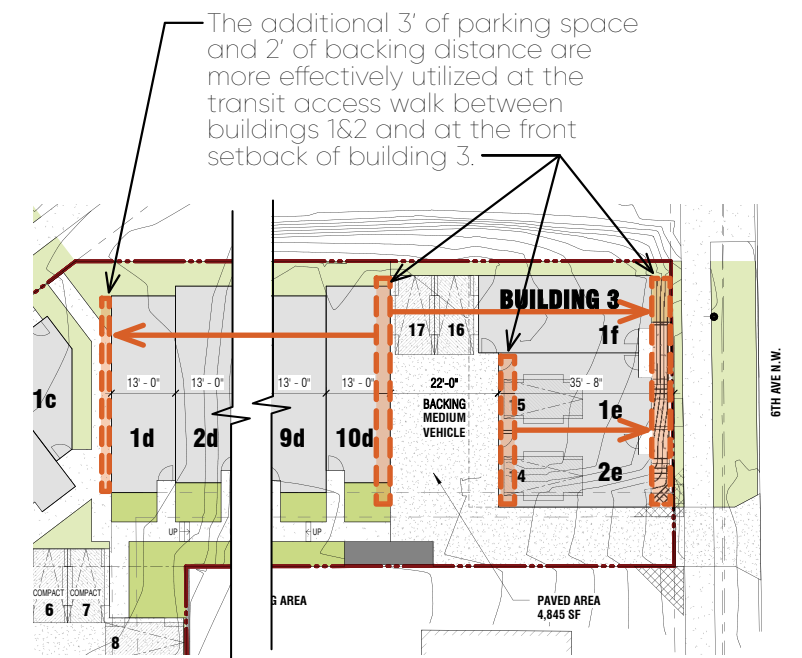 The additional 3' of parking space
and 2' of backing distance are
more effectively utilized at the
transit access walk between
buildings 1&2 and at the front
setback of building 3.
BUILDING 3
17
16
1f
6TH AVE N.W.
13' - 0"
13' - 0"
13' - 0"
13' - 0"
22'-0"
35' - 8"
1c
BACKING
MEDIUM
VEHICLE
15
1e
1d
2d
9d
10d
14
2e
UP
UP
COMPACT
COMPACT
6
7
G AREA
PAVED AREA
4,845 SF
8